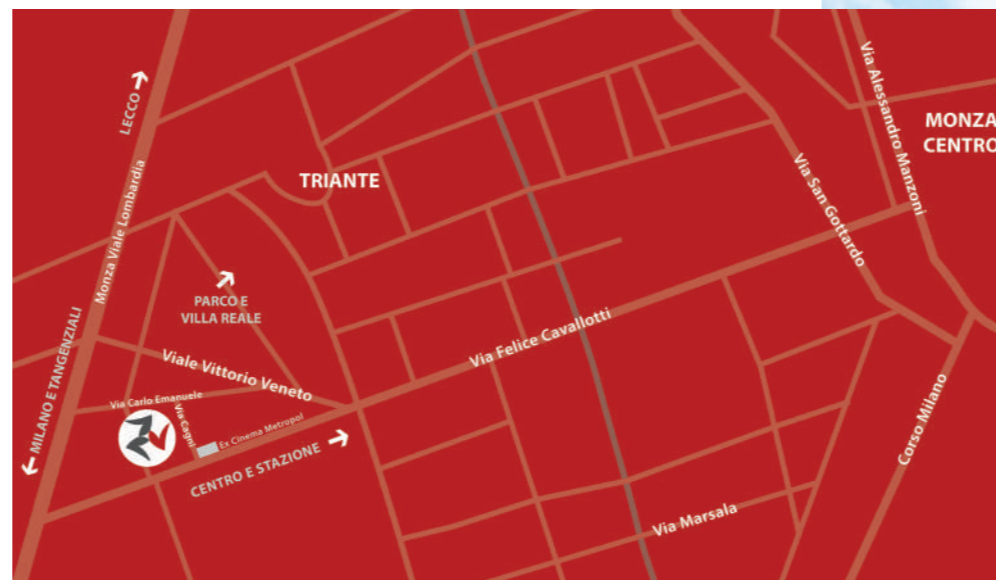 LECCO
Via Alessandro Manzoni
MONZA
CENTRO
TRIANTE
Via San Gottardo
Monza Viale Lombardia
PARCO E
VILLA REALE
MILANO E TANGENZIALI
Via Felice Cavallotti
Viale Vittorio Veneto
Via Carlo Emanuele
Via Cagni
Ex Cinema Metropol
CENTRO E STAZIONE
Corso Milano
Via Marsala